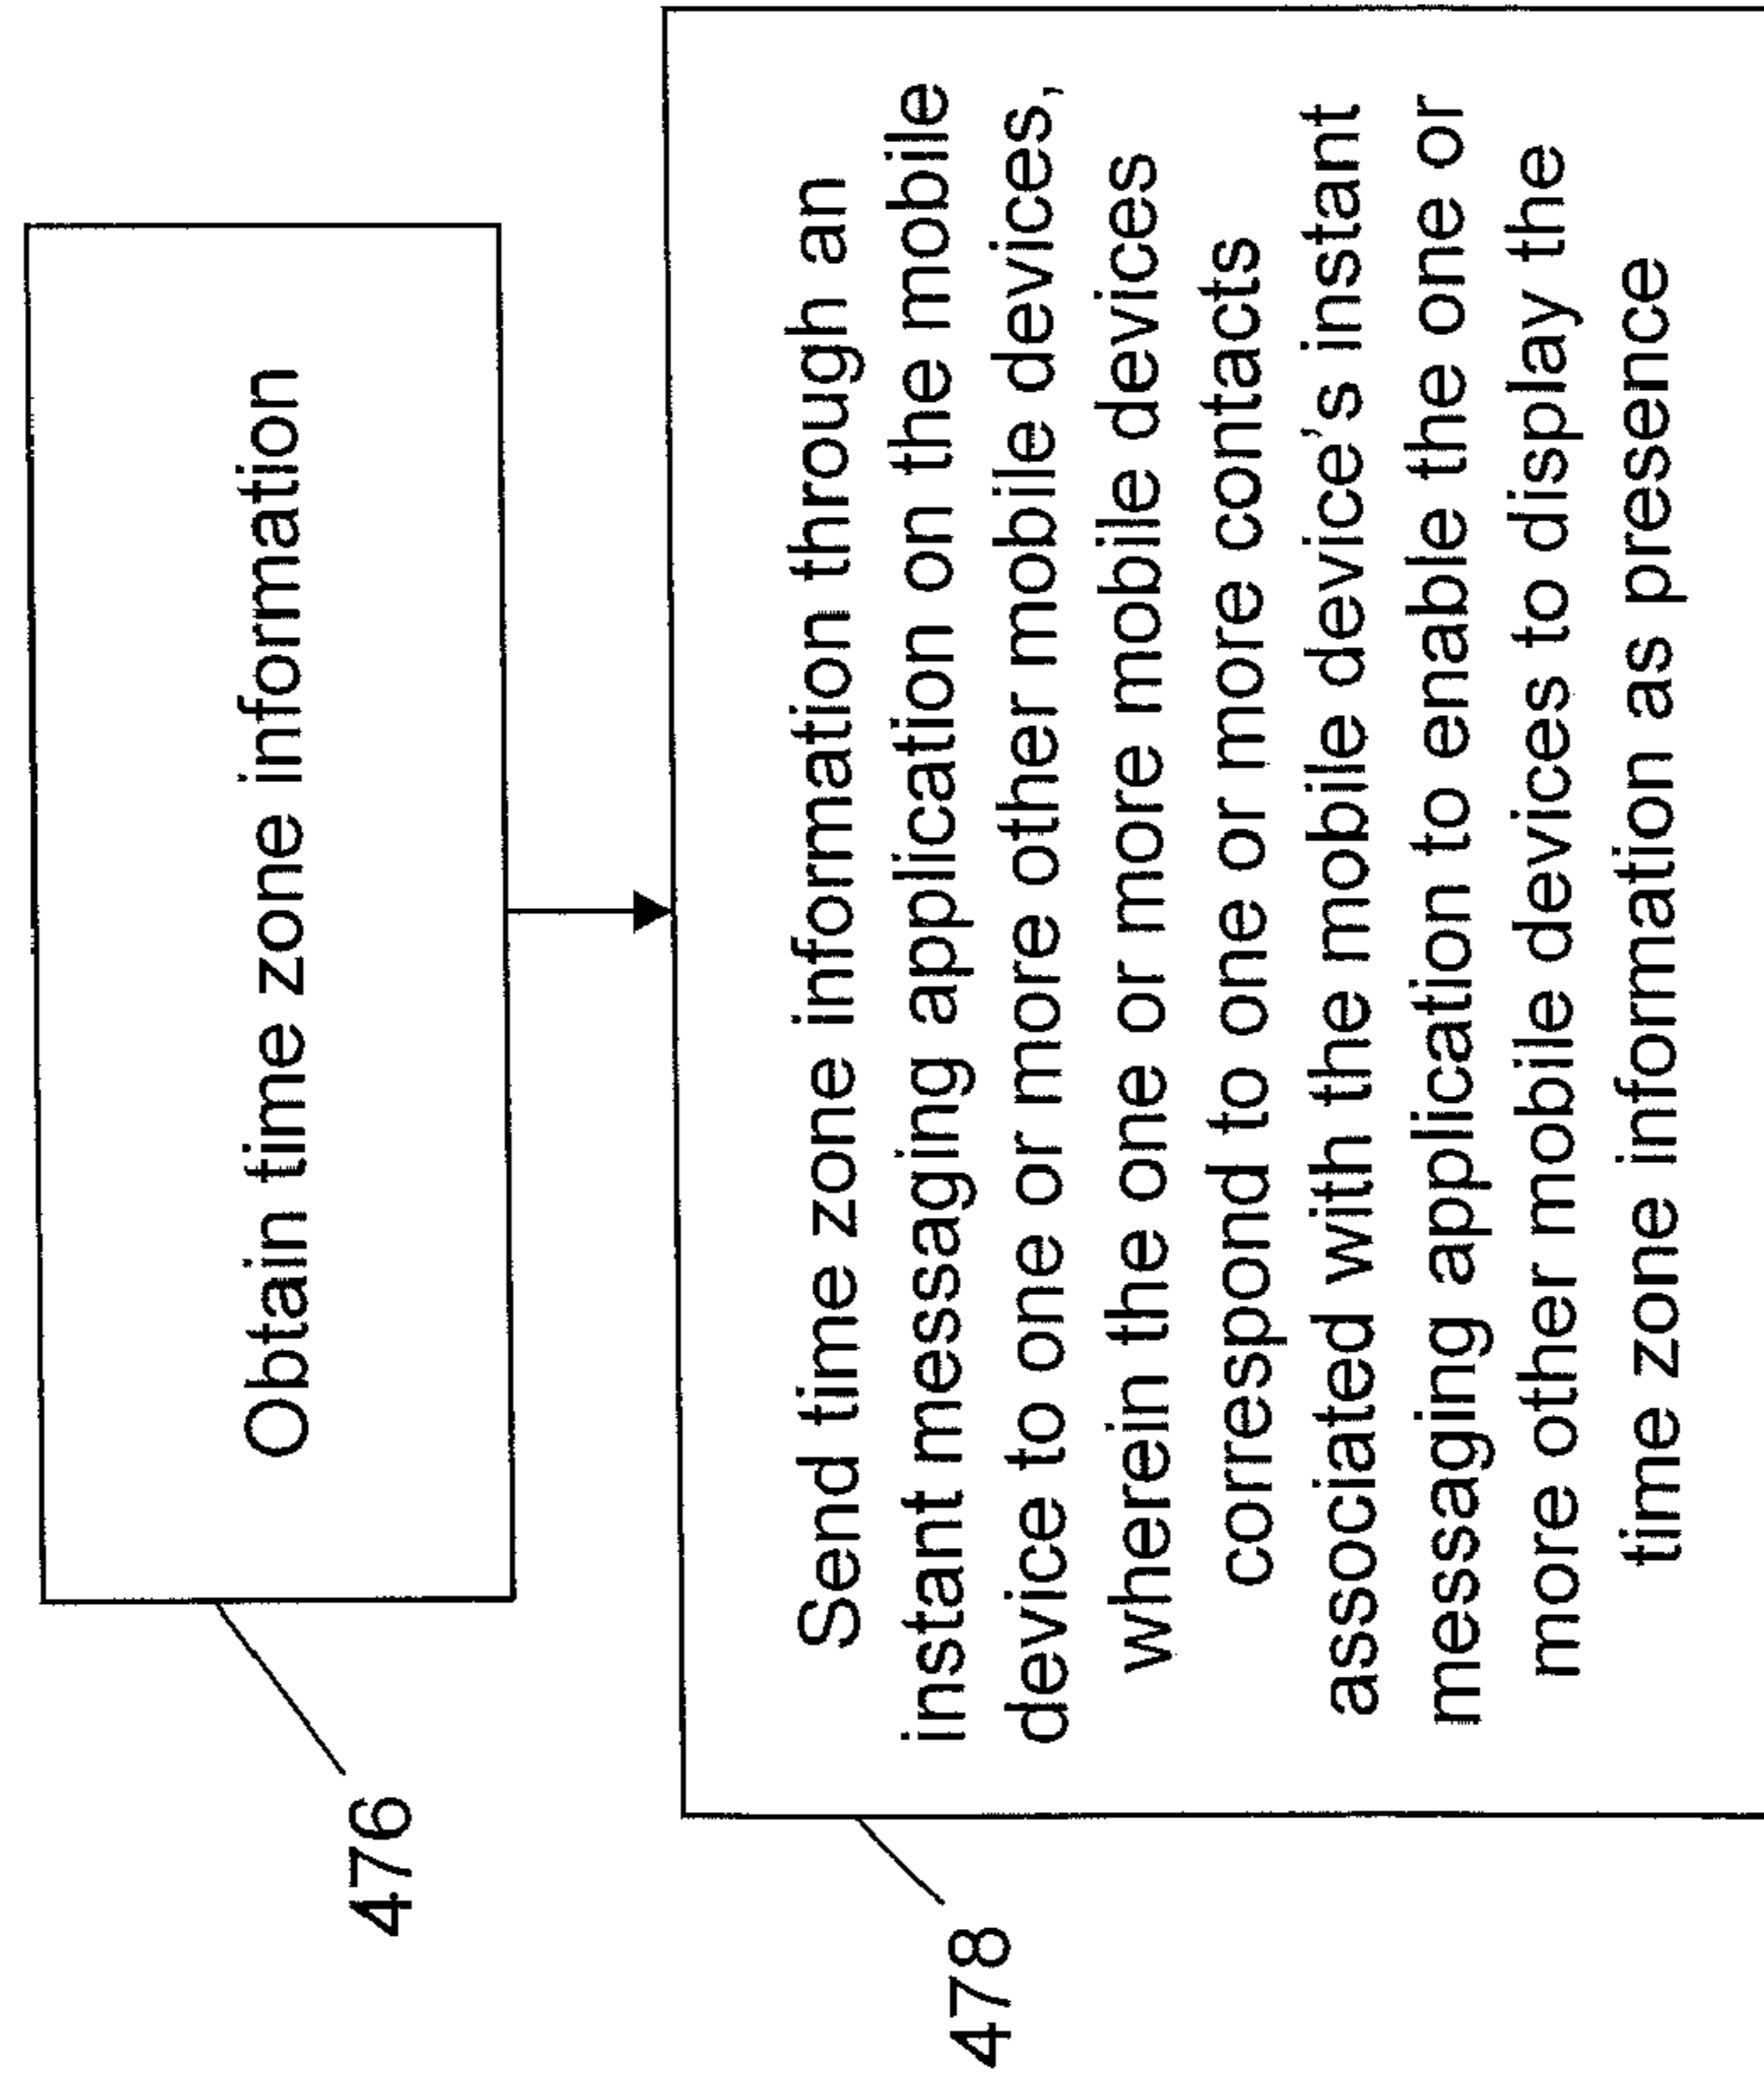 476
Obtain time zone information
478
Send time zone information through an
instant messaging application on the mobile
device to one or more other mobile devices,
wherein the one or more mobile devices
correspond to one or more contacts
associated with the mobile device's instant
messaging application to enable the one or
more other mobile devices to display the
time zone information as presence